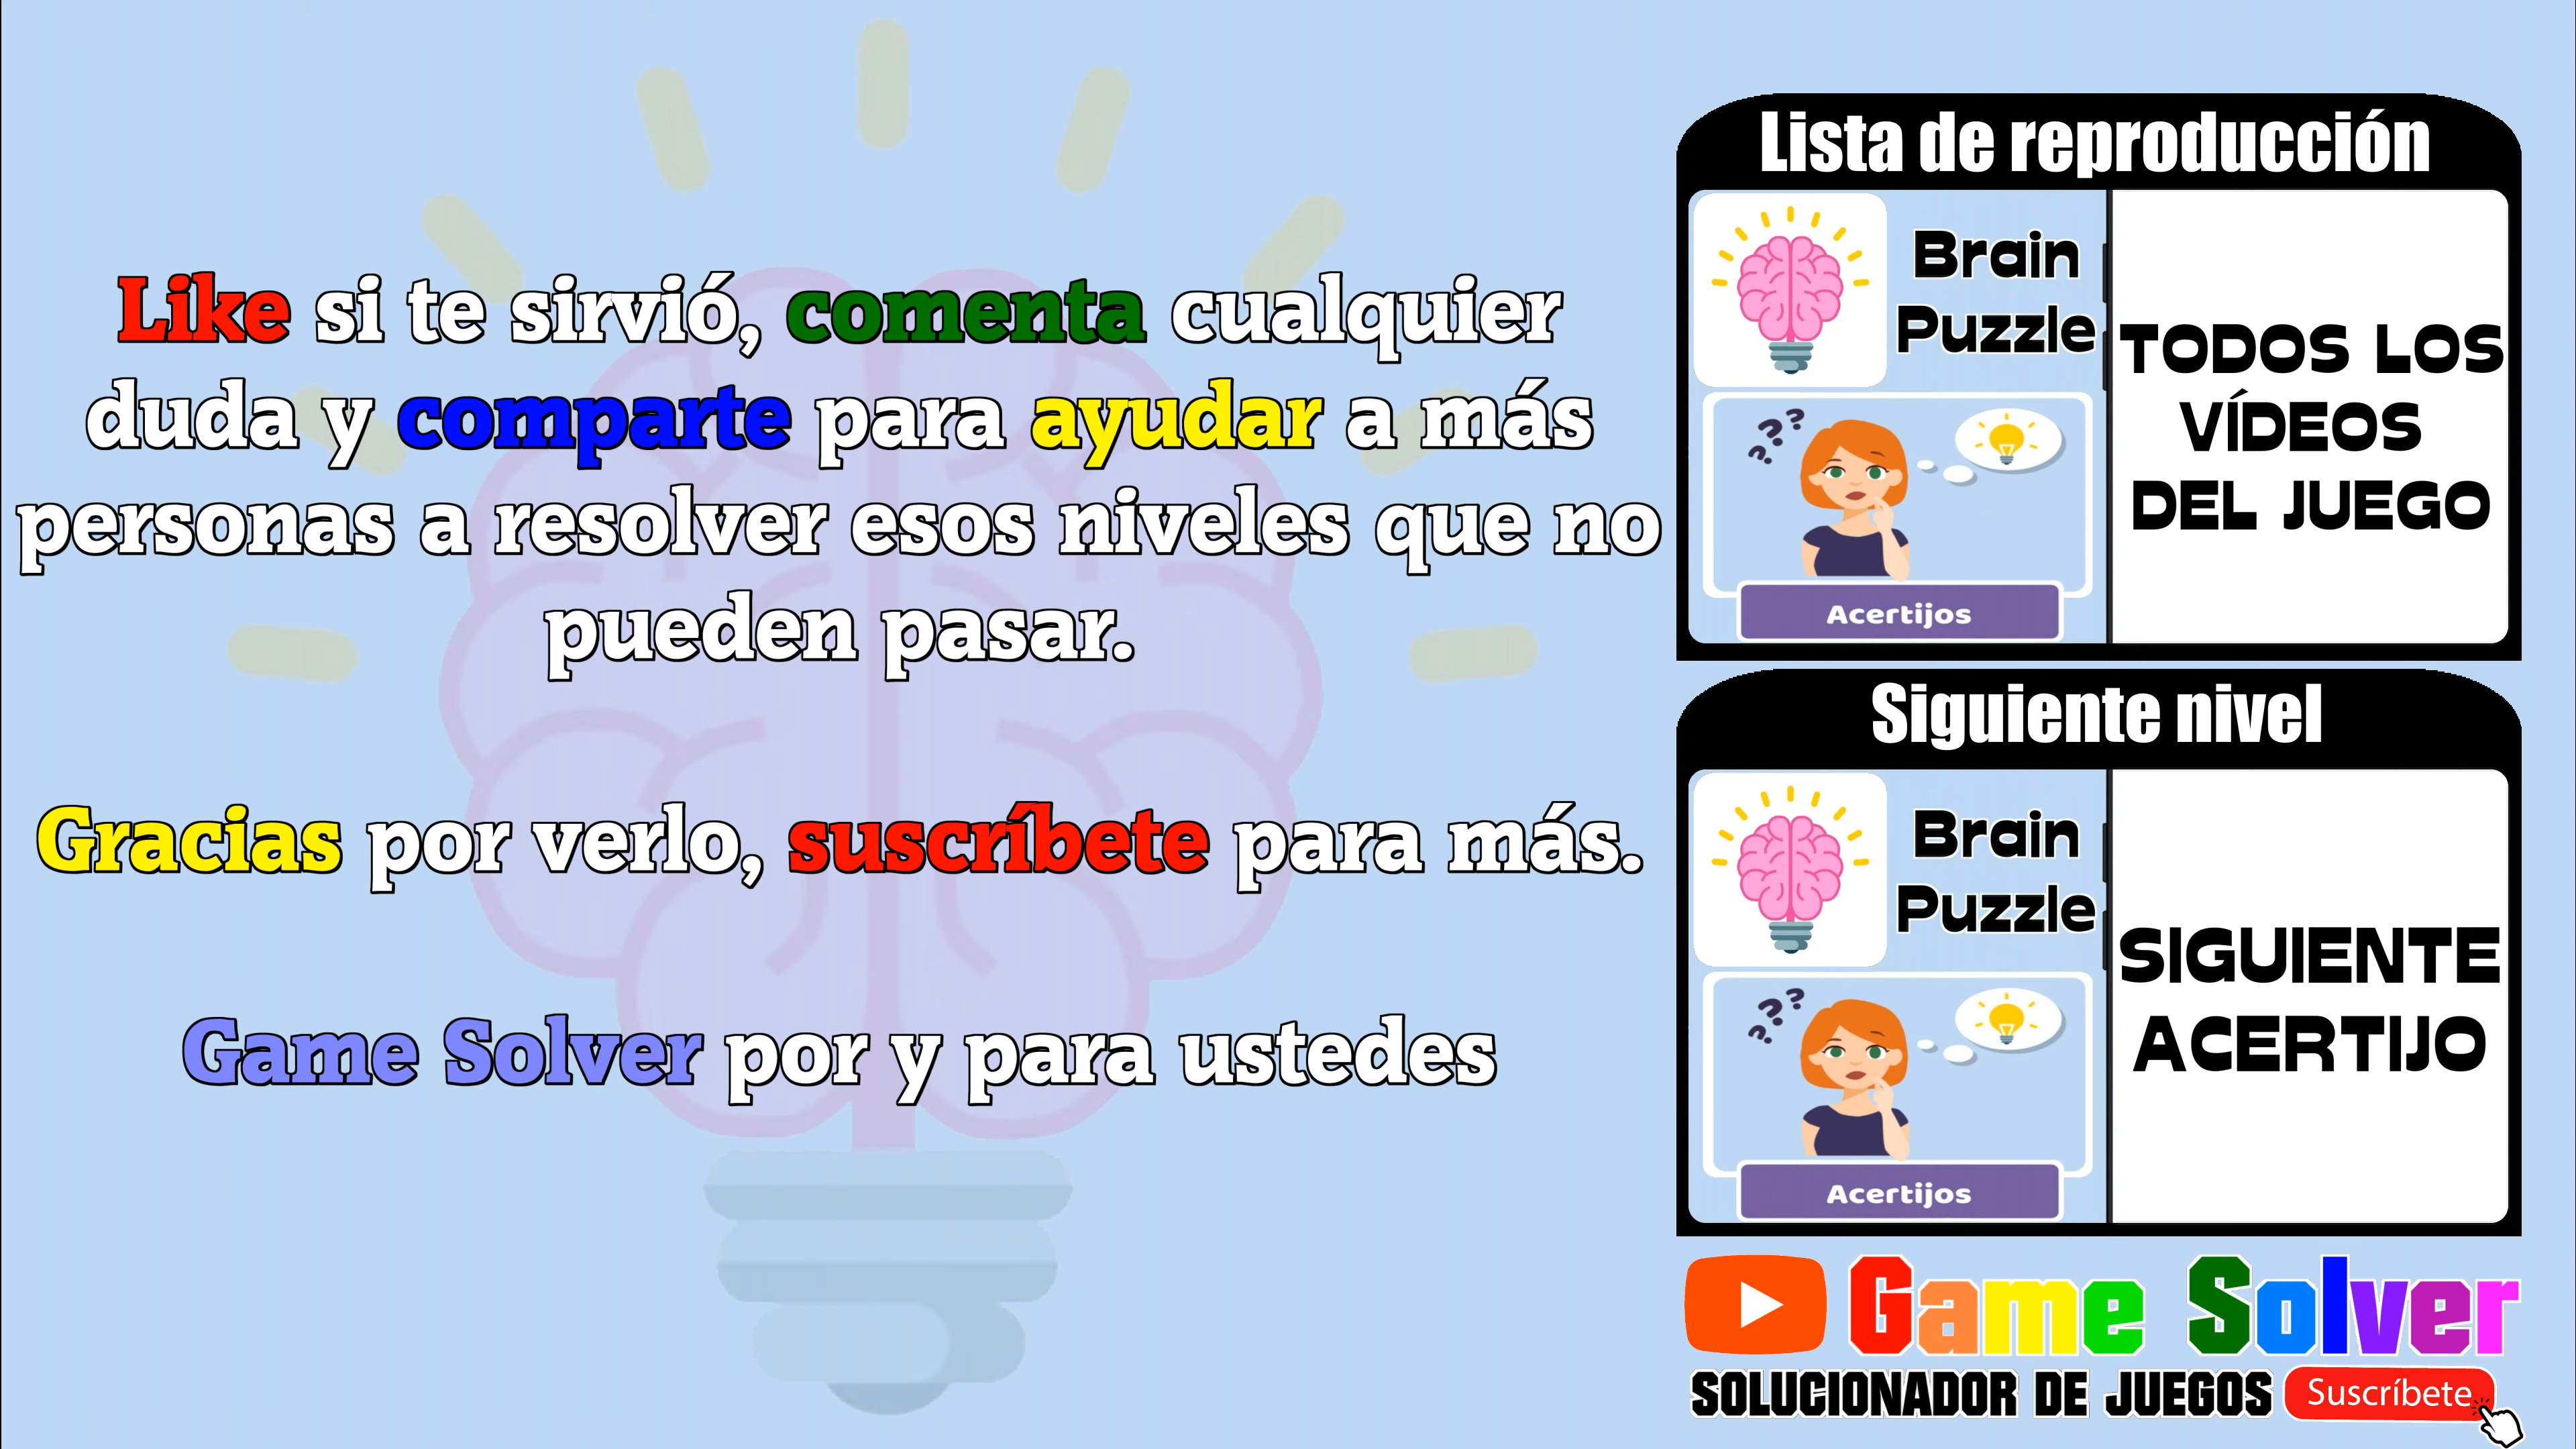 Like si te sirvió, comenta cualquier
duda y comparte para ayudar a más
personas a resolver esos niveles que no
pueden pasar.
Gracias por verlo, suscríbete para más.
Game Solver por y para ustedes
Lista de reproducción
Brain
Puzzle
???
Acertijos
TODOS LOS
VÍDEOS
DEL JUEGO
Siguiente nivel
Brain
Puzzle
???
Acertijos
SIGUIENTE
ACERTIJO
Game Solver
SOLUCIONADOR DE JUEGOS
Suscríbete